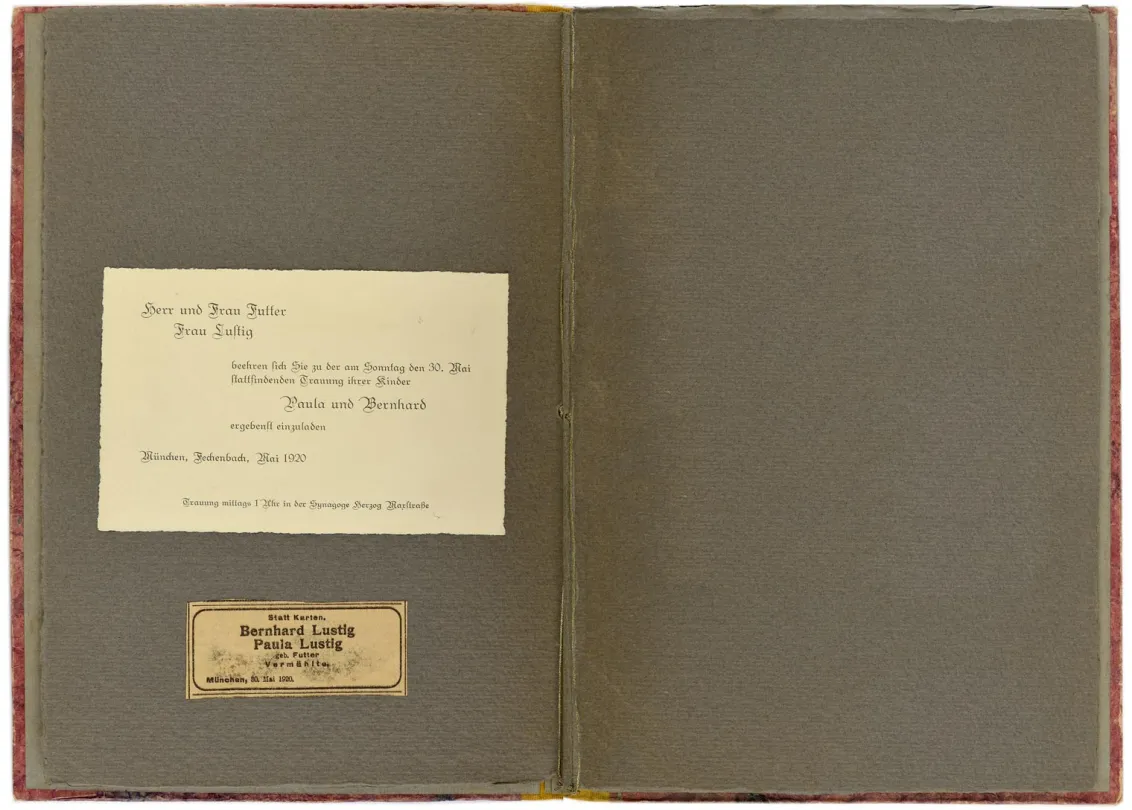 Herr und Frau Futter
Frau Lustig
beehren sich Sie zu der am Sonntag den 30. Mai
stattfindenden Trauung ihrer Kinder
Paula und Bernhard
ergebenst einzuladen
München, Fechenbach, Mai 1920
Trauung mittags 1 Uhr in der Synagoge Herzog Maxstraße
Statt Karten.
Bernhard Lustig
Paula Lustig
geb. Futter
Vermählte.
München, 30. Mai 1920.